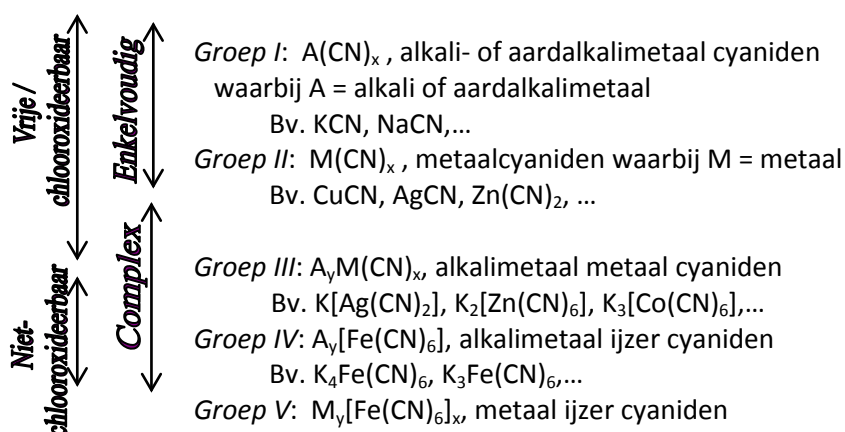 Vrije /
chlooroxideerbaar
Enkelvoudig
Groep I: A(CN)x , alkali- of aardalkalimetaal cyaniden
waarbij A = alkali of aardalkalimetaal
Bv. KCN, NaCN,…
Groep II: M(CN)x , metaalcyaniden waarbij M = metaal
Bv. CuCN, AgCN, Zn(CN)2, …
Niet-
chlooroxideerbaar
Complex
Groep III: AyM(CN)x, alkalimetaal metaal cyaniden
Bv. K[Ag(CN)2], K2[Zn(CN)6], K3[Co(CN)6],…
Groep IV: Ay[Fe(CN)6], alkalimetaal ijzer cyaniden
Bv. K4Fe(CN)6, K3Fe(CN)6,…
Groep V: My[Fe(CN)6]x, metaal ijzer cyaniden